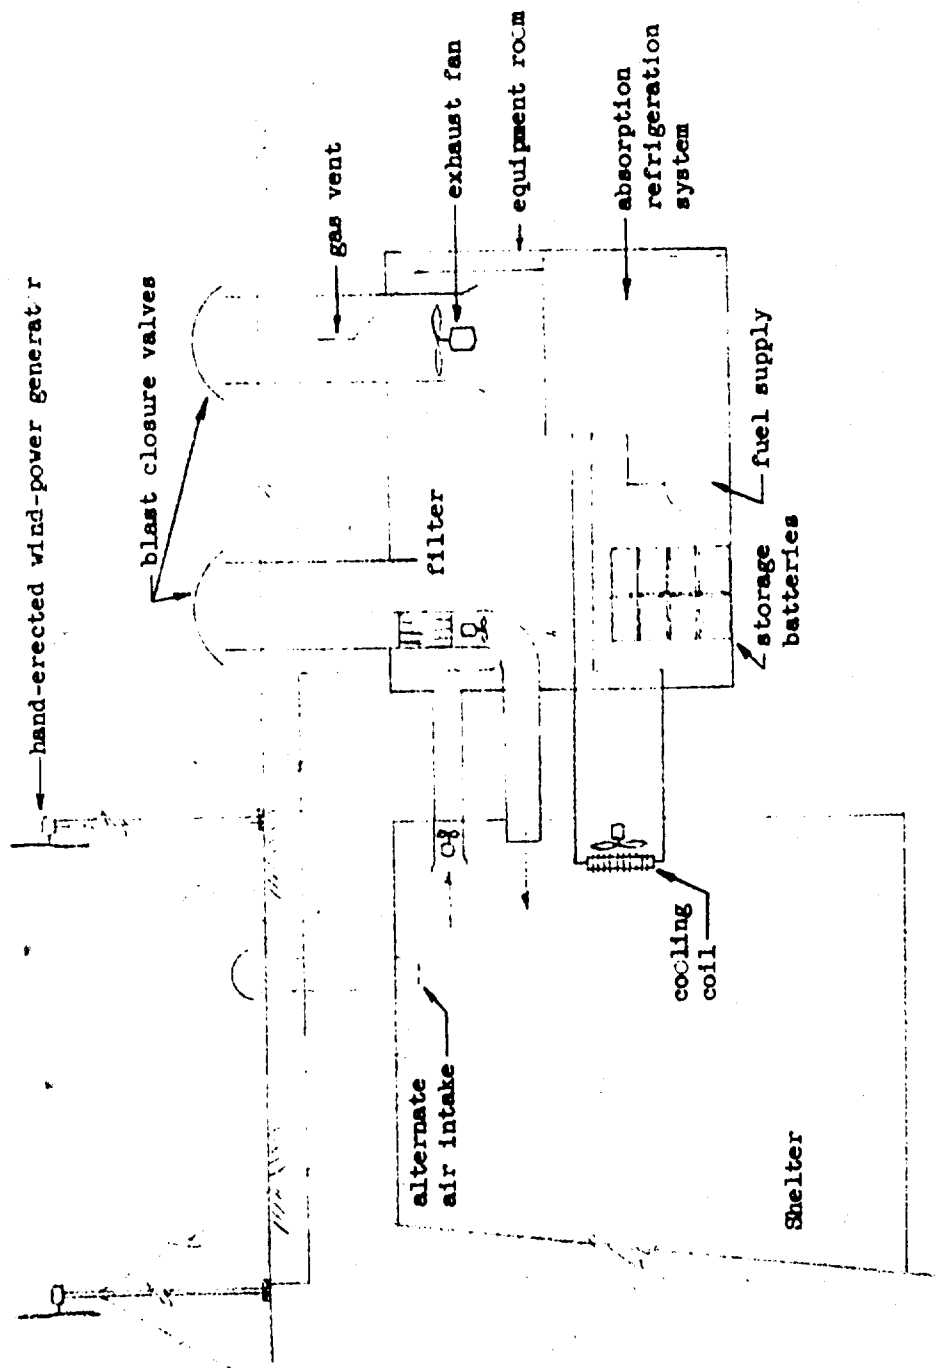 hand-erected wind-power generat r
blast closure valves
gas vent
exhaust fan
equipment room
absorption
refrigeration
system
filter
fuel supply
storage
batteries
cooling
coil
alternate
air intake
Shelter